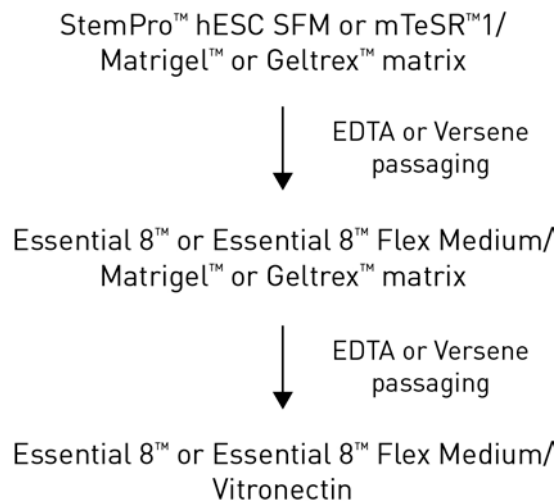 StemPro™ hESC SFM or mTeSR™1/
Matrigel™ or Geltrex™ matrix
EDTA or Versene
passaging
Essential 8™ or Essential 8™ Flex Medium/
Matrigel™ or Geltrex™ matrix
EDTA or Versene
passaging
Essential 8™ or Essential 8™ Flex Medium/
Vitronectin